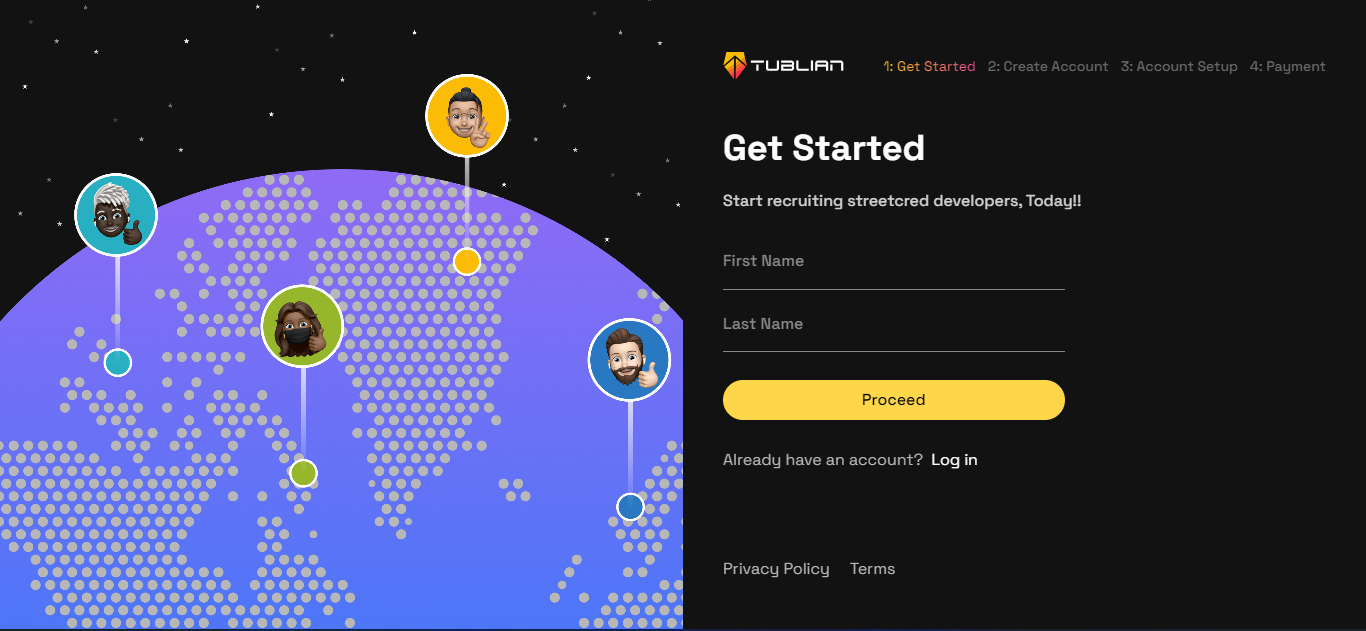 TUBLIAN
1: Get Started 2: Create Account 3: Account Setup 4: Payment
Get Started
Start recruiting streetcred developers, Today!!
First Name
Last Name
Proceed
Already have an account? Log in
Privacy Policy Terms